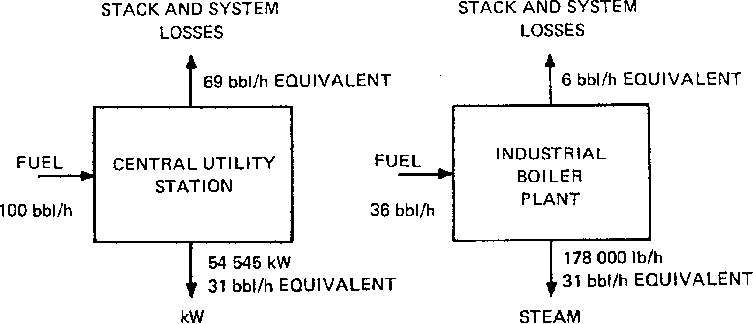 STACK AND SYSTEM
LOSSES
69 bbl/h EQUIVALENT
FUEL
100 bbl/h
CENTRAL UTILITY
STATION
54 545 kW
31 bbl/h EQUIVALENT
kW
STACK AND SYSTEM
LOSSES
6 bbl/h EQUIVALENT
FUEL
36 bbl/h
INDUSTRIAL
BOILER
PLANT
178 000 lb/h
31 bbl/h EQUIVALENT
STEAM